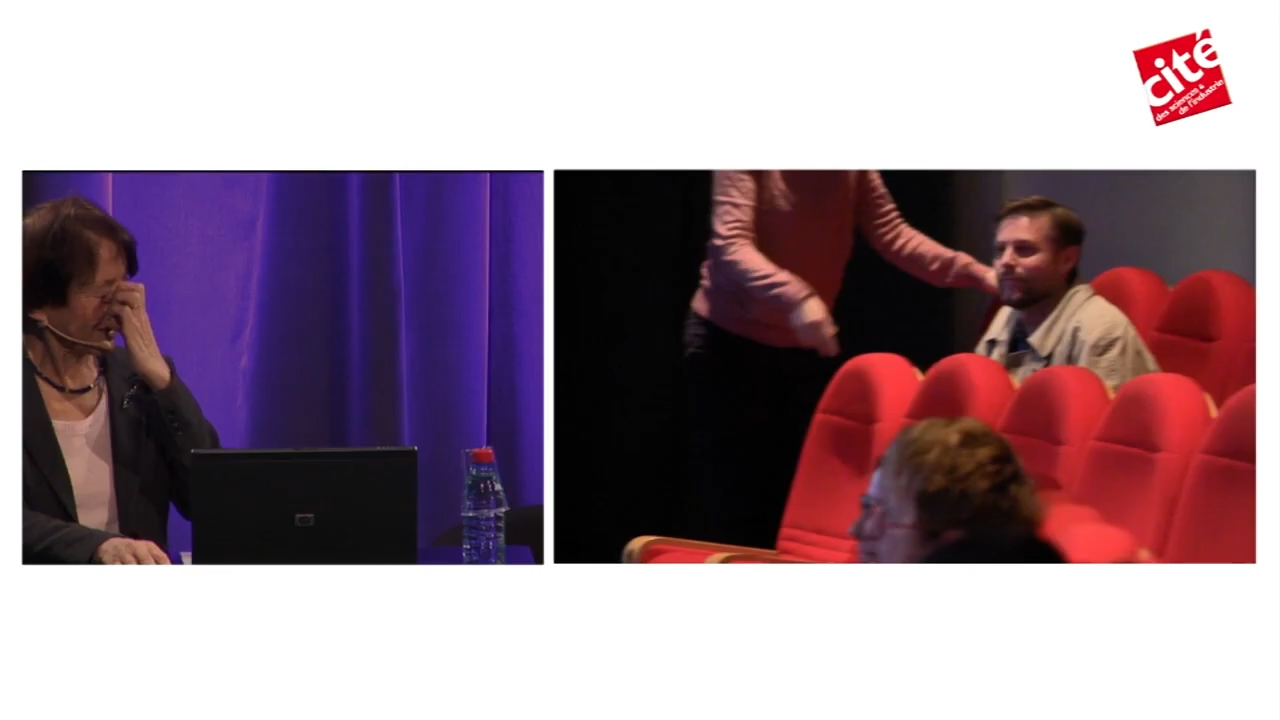 cité
des sciences &
de l'industrie